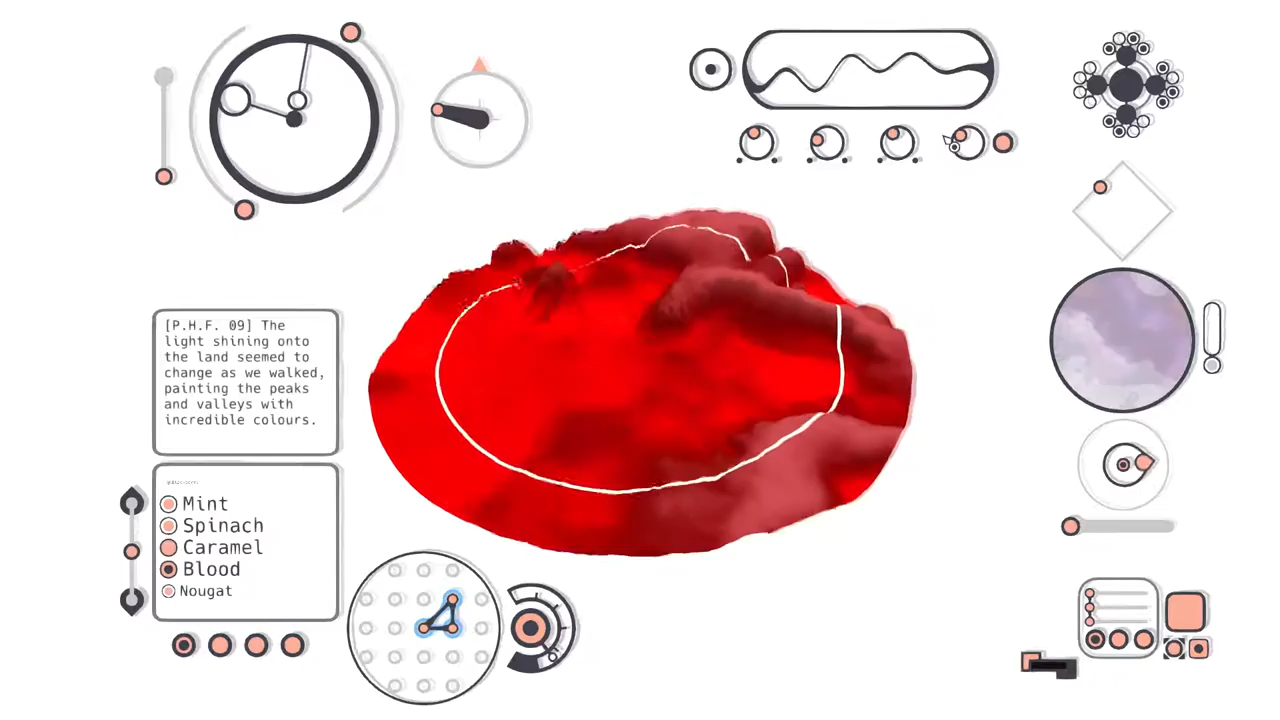 [P.H.F. 09] The
light shining onto
the land seemed to
change as we walked,
painting the peaks
and valleys with
incredible colours.
Mint
Spinach
Caramel
Blood
Nougat